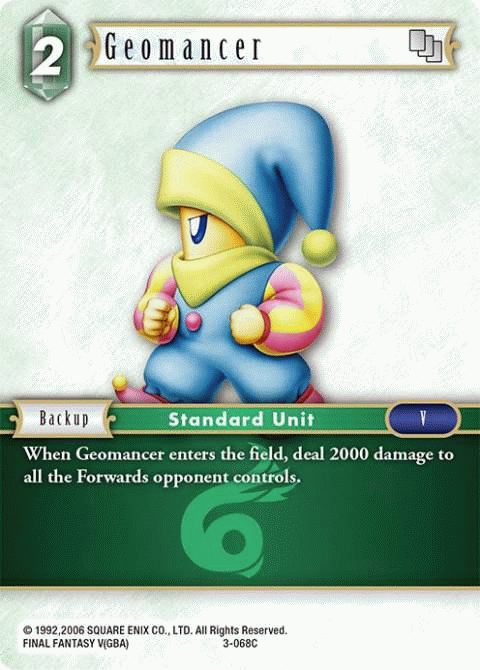 2
Geomancer
Backup
Standard Unit
V
When Geomancer enters the field, deal 2000 damage to
all the Forwards opponent controls.
© 1992,2006 SQUARE ENIX CO., LTD. All Rights Reserved.
FINAL FANTASY V(GBA) 3-068C